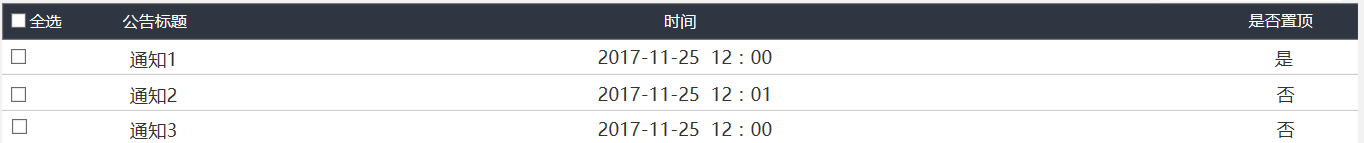 全选 公告标题 时间 是否置顶
通知1 2017-11-25 12：00 是
通知2 2017-11-25 12：01 否
通知3 2017-11-25 12：00 否